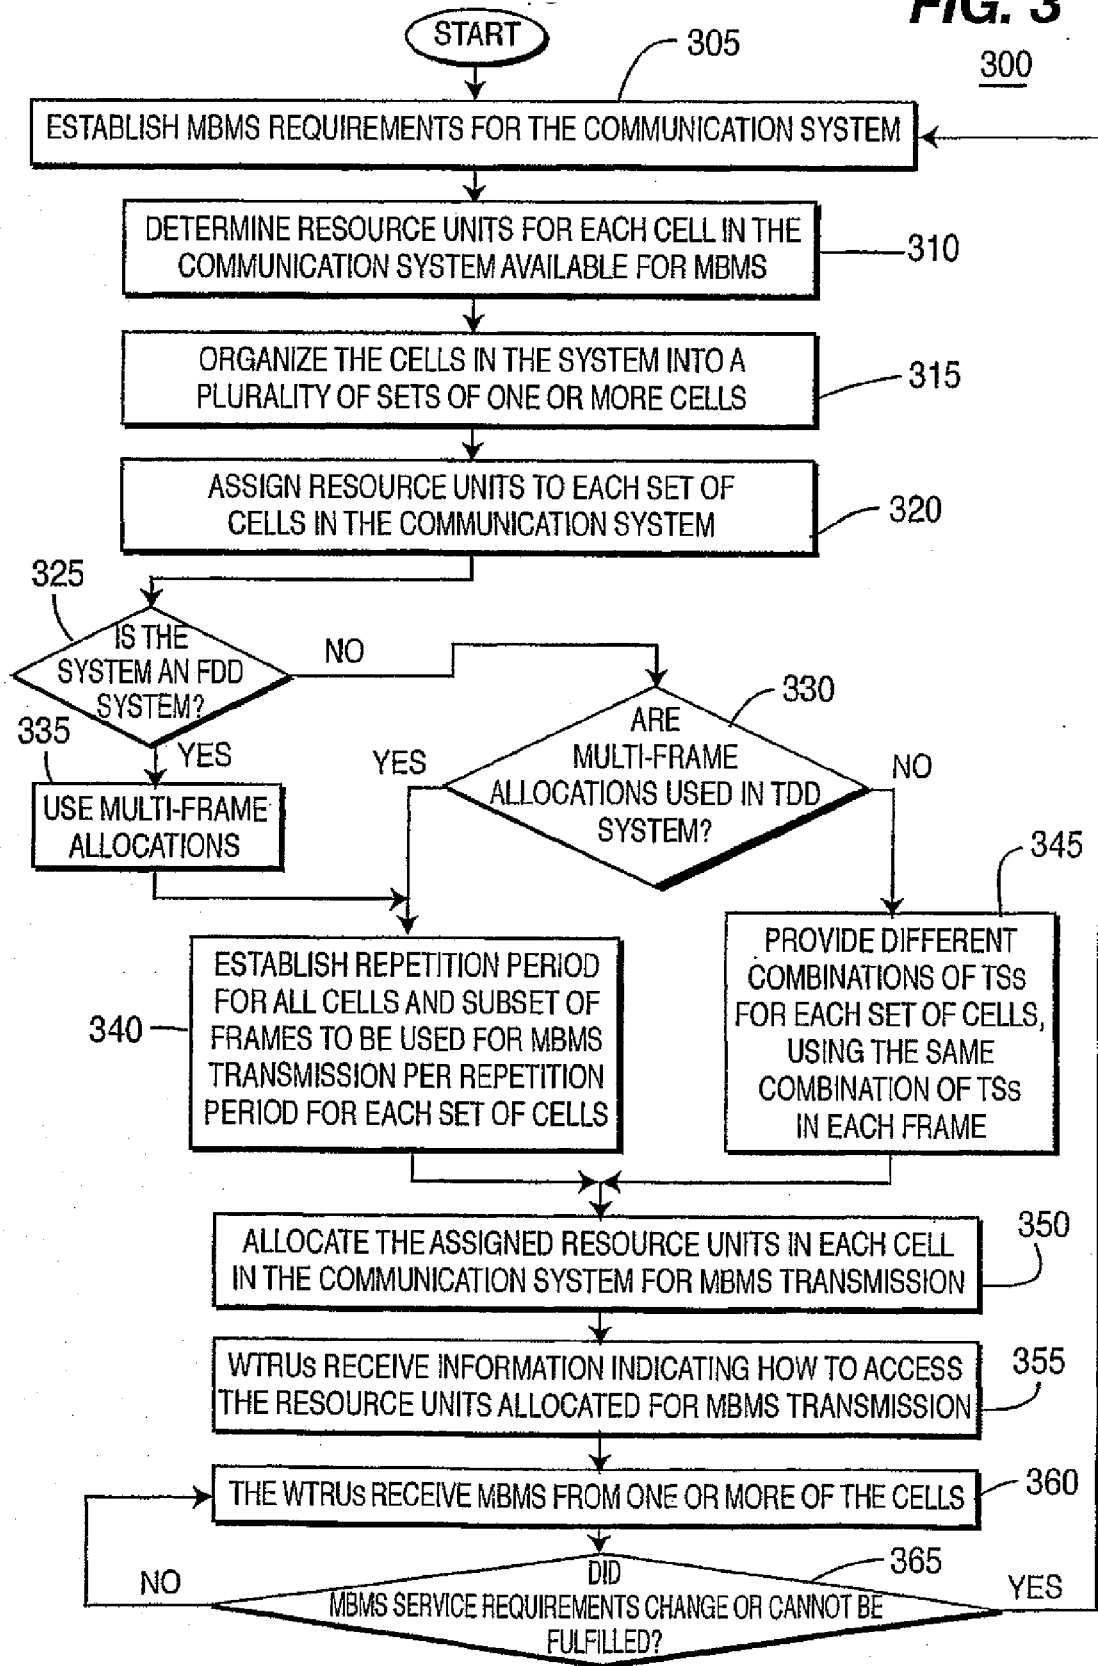 FIG. 3
300
START
305
ESTABLISH MBMS REQUIREMENTS FOR THE COMMUNICATION SYSTEM
DETERMINE RESOURCE UNITS FOR EACH CELL IN THE
COMMUNICATION SYSTEM AVAILABLE FOR MBMS
310
ORGANIZE THE CELLS IN THE SYSTEM INTO A
PLURALITY OF SETS OF ONE OR MORE CELLS
315
ASSIGN RESOURCE UNITS TO EACH SET OF
CELLS IN THE COMMUNICATION SYSTEM
320
325
IS THE
SYSTEM AN FDD
SYSTEM?
NO
YES
330
ARE
MULTI-FRAME
ALLOCATIONS USED IN TDD
SYSTEM?
YES
NO
335
USE MULTI-FRAME
ALLOCATIONS
340
ESTABLISH REPETITION PERIOD
FOR ALL CELLS AND SUBSET OF
FRAMES TO BE USED FOR MBMS
TRANSMISSION PER REPETITION
PERIOD FOR EACH SET OF CELLS
345
PROVIDE DIFFERENT
COMBINATIONS OF TSs
FOR EACH SET OF CELLS,
USING THE SAME
COMBINATION OF TSs
IN EACH FRAME
ALLOCATE THE ASSIGNED RESOURCE UNITS IN EACH CELL
IN THE COMMUNICATION SYSTEM FOR MBMS TRANSMISSION
350
WTRUs RECEIVE INFORMATION INDICATING HOW TO ACCESS
THE RESOURCE UNITS ALLOCATED FOR MBMS TRANSMISSION
355
THE WTRUs RECEIVE MBMS FROM ONE OR MORE OF THE CELLS
360
365
DID
MBMS SERVICE REQUIREMENTS CHANGE OR CANNOT BE
FULFILLED?
NO
YES